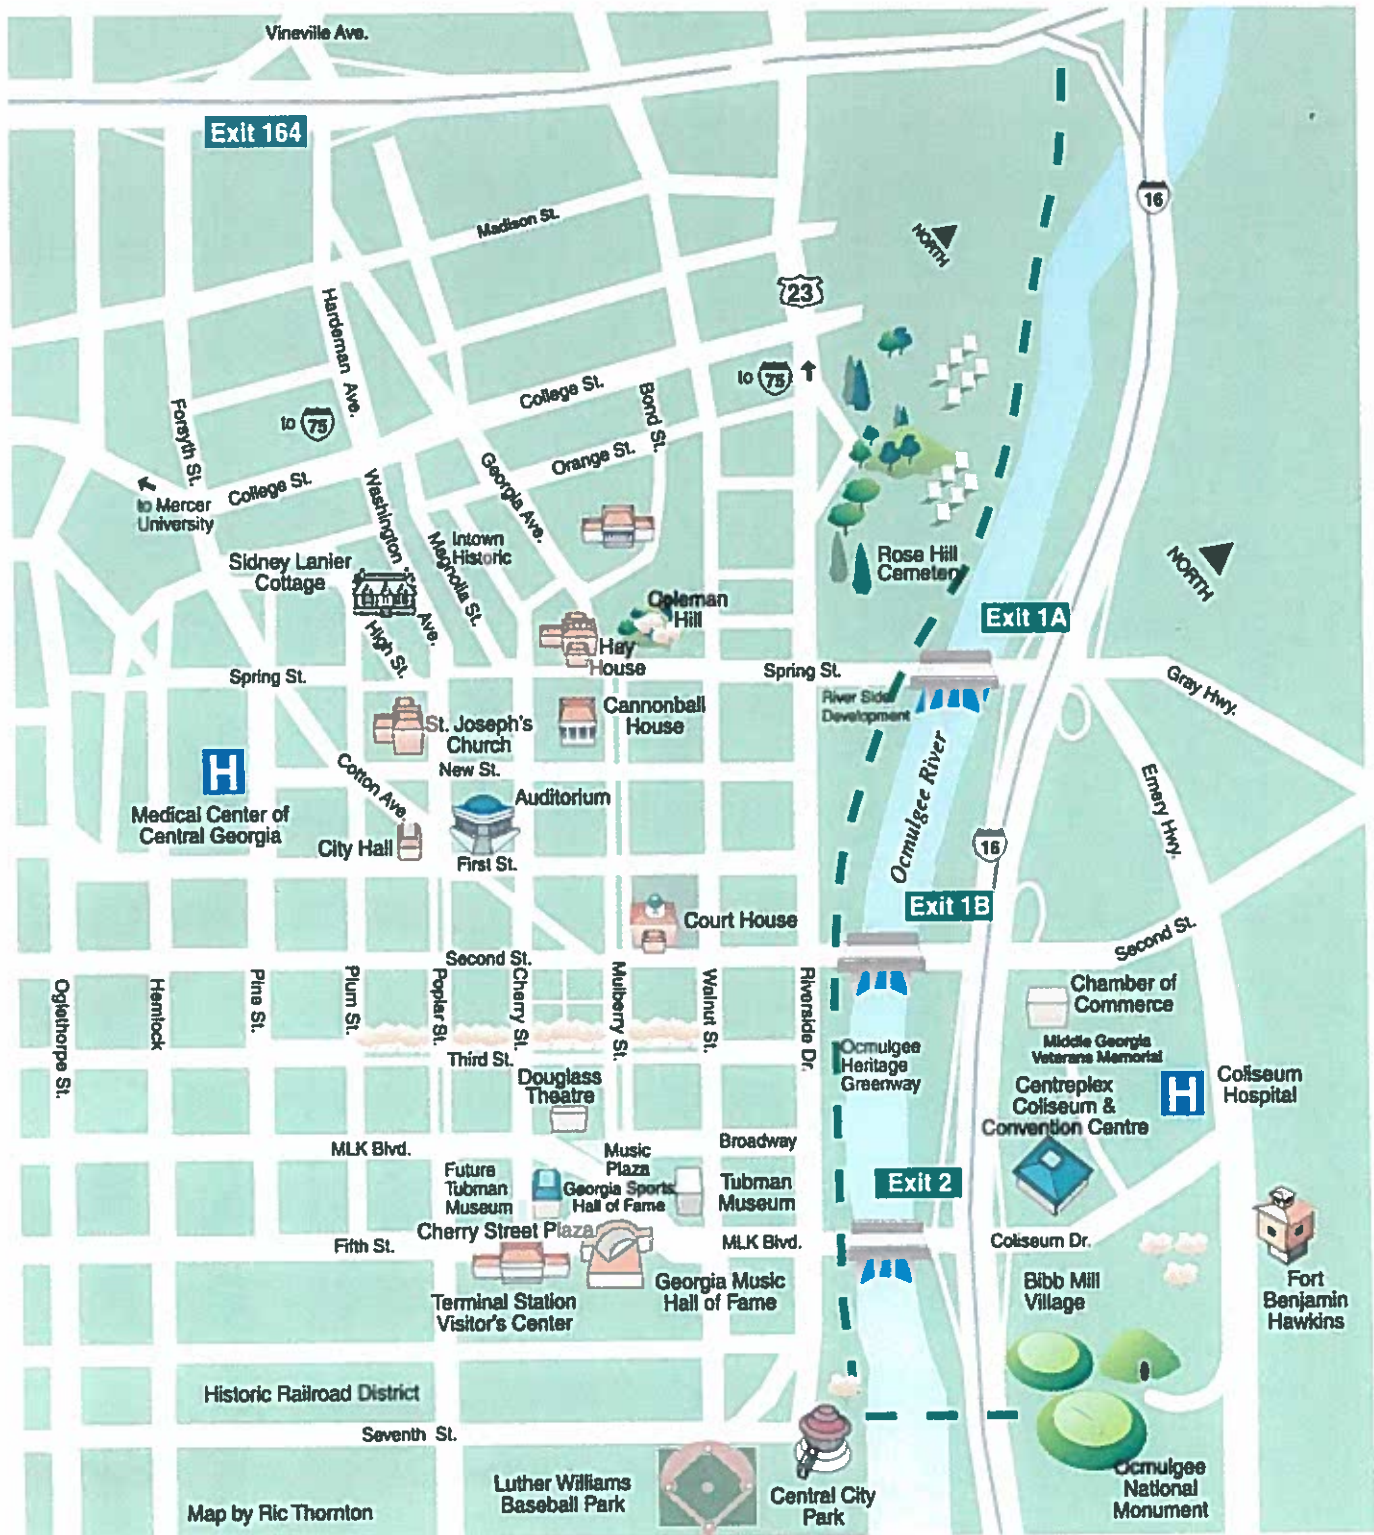 Vineville Ave.
Exit 164
16
Madison St.
NORTH
23
Hardeman Ave.
to 75
College St.
Bond St.
to 75
Forsyth St.
Orange St.
Georgia Ave.
College St.
Washington
Ave.
to Mercer
University
Magnolia St.
Intown
Historic
Sidney Lanier
Cottage
Rose Hill
Cemetery
NORTH
Coleman
Hill
Exit 1A
High St.
Hay
House
Spring St.
Spring St.
Gray Hwy.
River Side
Development
Cannonball
House
St. Joseph's
Church
New St.
Ocmulgee River
Emery Hwy.
H
Medical Center of
Central Georgia
Cotton Ave.
Auditorium
City Hall
First St.
16
Exit 1B
Court House
Second St.
Second St.
Oglethorpe St.
Hemlock
Pine St.
Plum St.
Poplar St.
Cherry St.
Mulberry St.
Walnut St.
Riverside Dr.
Chamber of
Commerce
Third St.
Ocmulgee
Heritage
Greenway
Middle Georgia
Veterans Memorial
Douglass
Theatre
Centreplex
Coliseum &
Convention Centre
H
Coliseum
Hospital
MLK Blvd.
Broadway
Music
Plaza
Future
Tubman
Museum
Georgia Sports
Hall of Fame
Tubman
Museum
Exit 2
Cherry Street Plaza
Fifth St.
MLK Blvd.
Coliseum Dr.
Terminal Station
Visitor's Center
Georgia Music
Hall of Fame
Bibb Mill
Village
Fort
Benjamin
Hawkins
Historic Railroad District
Seventh St.
Luther Williams
Baseball Park
Central City
Park
Ocmulgee
National
Monument
Map by Ric Thornton